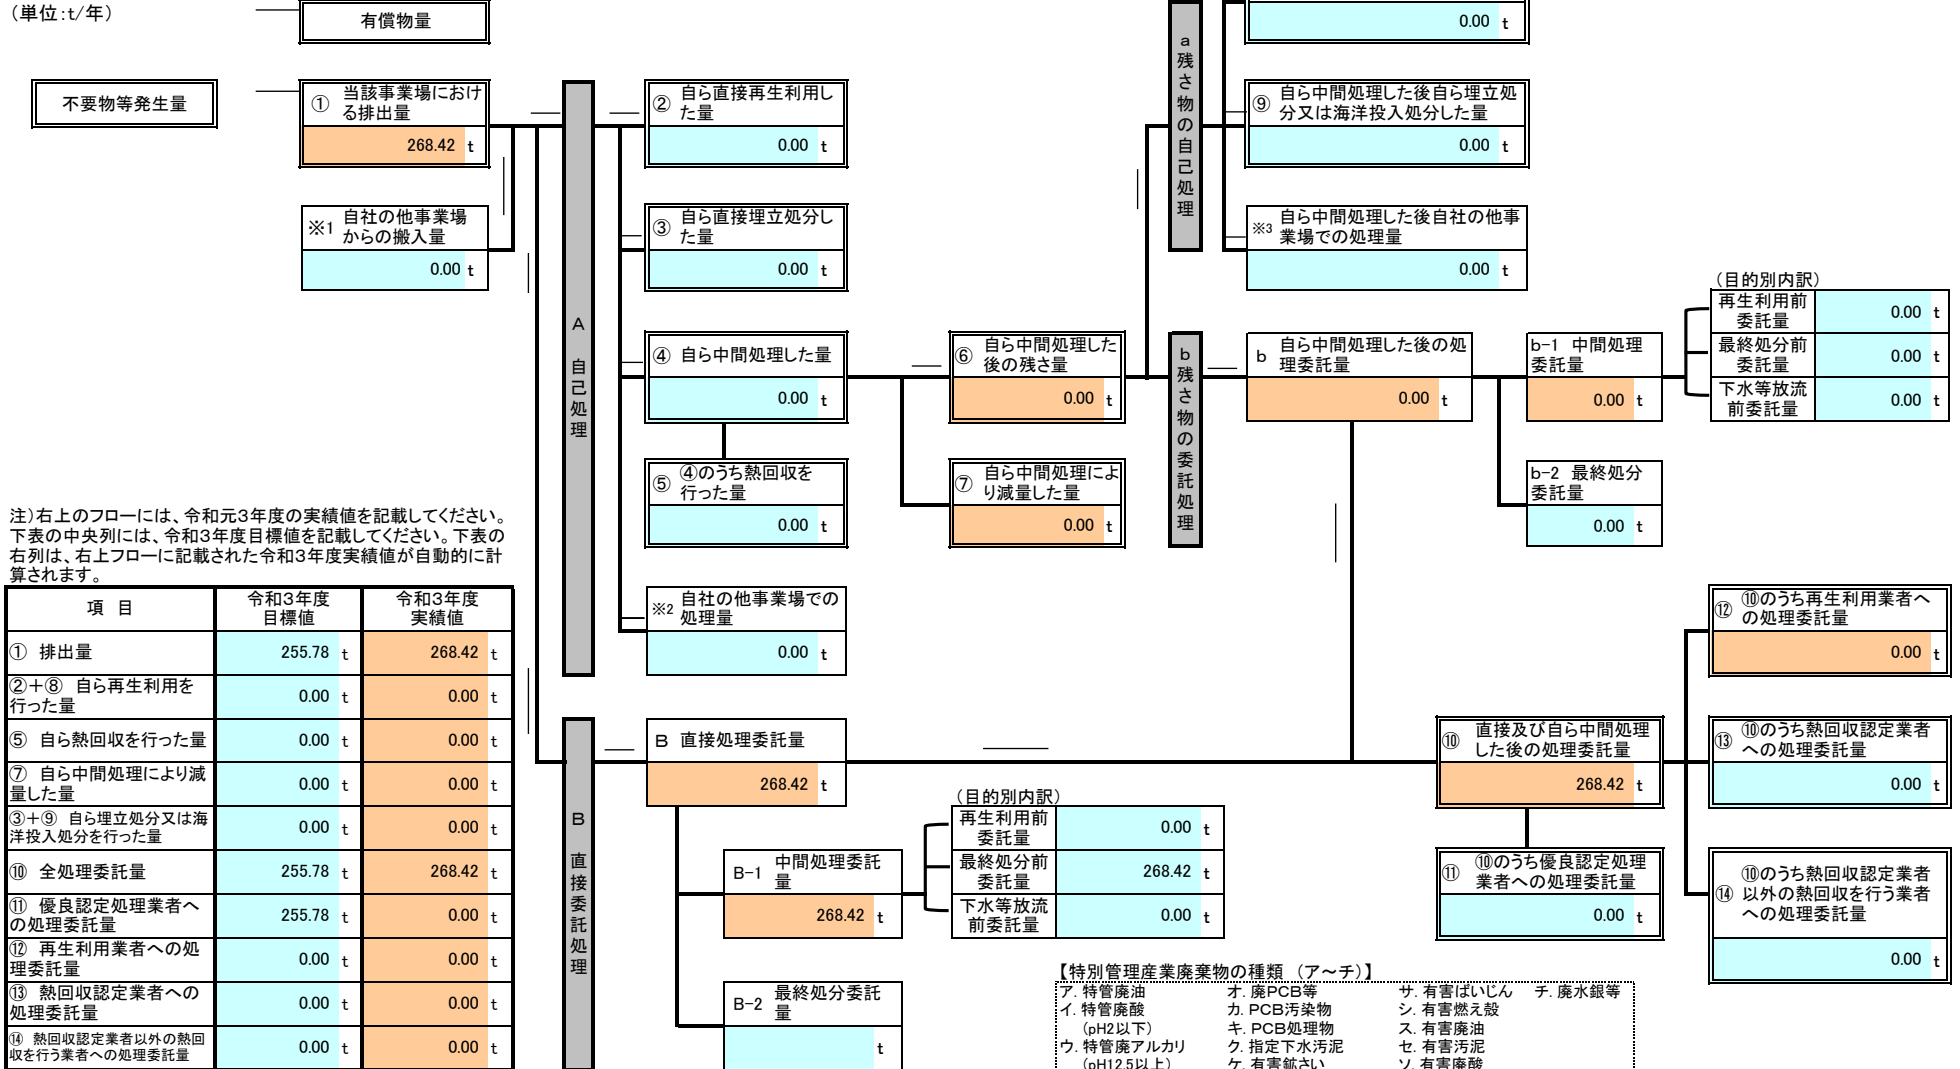 （単位：t/年）
有償物量
0.00 t
不要物等発生量
① 当該事業場におけ
る排出量
268.42 t
※1 自社の他事業場
からの搬入量
0.00 t
A 自己処理
② 自ら直接再生利用し
た量
0.00 t
③ 自ら直接埋立処分し
た量
0.00 t
④ 自ら中間処理した量
0.00 t
⑤ ④のうち熱回収を
行った量
0.00 t
※2 自社の他事業場での
処理量
0.00 t
⑥ 自ら中間処理した
後の残さ量
0.00 t
⑦ 自ら中間処理によ
り減量した量
0.00 t
a 残さ物の自己処理
⑨ 自ら中間処理した後自ら埋立処
分又は海洋投入処分した量
0.00 t
※3 自ら中間処理した後自社の他事
業場での処理量
0.00 t
b 残さ物の委託処理
b 自ら中間処理した後の処
理委託量
0.00 t
b-1 中間処理
委託量
0.00 t
b-2 最終処分
委託量
0.00 t
（目的別内訳）
再生利用前
委託量
0.00 t
最終処分前
委託量
0.00 t
下水等放流
前委託量
0.00 t
注）右上のフローには、令和元3年度の実績値を記載してください。
下表の中央列には、令和3年度目標値を記載してください。下表の
右列は、右上フローに記載された令和3年度実績値が自動的に計
算されます。
項 目
令和3年度
目標値
令和3年度
実績値
① 排出量
255.78 t 268.42 t
②＋⑧ 自ら再生利用を
行った量
0.00 t 0.00 t
⑤ 自ら熱回収を行った量
0.00 t 0.00 t
⑦ 自ら中間処理により減
量した量
0.00 t 0.00 t
③＋⑨ 自ら埋立処分又は海
洋投入処分を行った量
0.00 t 0.00 t
⑩ 全処理委託量
255.78 t 268.42 t
⑪ 優良認定処理業者へ
の処理委託量
255.78 t 0.00 t
⑫ 再生利用業者への処
理委託量
0.00 t 0.00 t
⑬ 熱回収認定業者への
処理委託量
0.00 t 0.00 t
⑭ 熱回収認定業者以外の熱回
収を行う業者への処理委託量
0.00 t 0.00 t
B 直接委託処理
B 直接処理委託量
268.42 t
B-1 中間処理委託
量
268.42 t
B-2 最終処分委託
量
t
（目的別内訳）
再生利用前
委託量
0.00 t
最終処分前
委託量
268.42 t
下水等放流
前委託量
0.00 t
⑩ 直接及び自ら中間処理
した後の処理委託量
268.42 t
⑪ ⑩のうち優良認定処理
業者への処理委託量
0.00 t
⑫ ⑩のうち再生利用業者へ
の処理委託量
0.00 t
⑬ ⑩のうち熱回収認定業者
への処理委託量
0.00 t
⑭ ⑩のうち熱回収認定業者
以外の熱回収を行う業者
への処理委託量
0.00 t
【特別管理産業廃棄物の種類 （ア～チ）】
ア. 特管廃油 オ. 廃PCB等 サ. 有害ばいじん チ. 廃水銀等
イ. 特管廃酸 カ. PCB汚染物 シ. 有害燃え殻
（pH2以下） キ. PCB処理物 ス. 有害廃油
ウ. 特管廃アルカリ ク. 指定下水汚泥 セ. 有害汚泥
（pH12.5以上） ケ. 有害鉱さい ソ. 有害廃酸